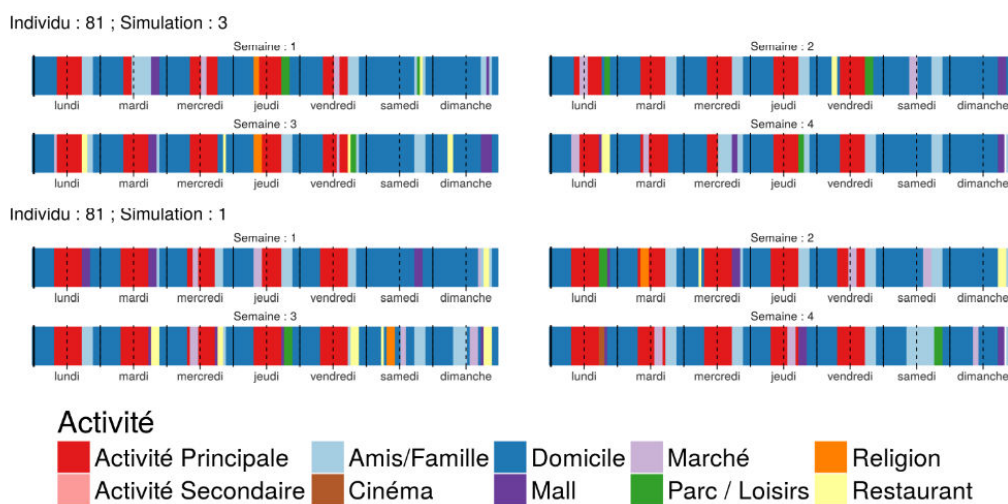 Individu : 81 ; Simulation : 3
Semaine : 1
Semaine : 2
lundi mardi mercredi jeudi vendredi samedi dimanche
lundi mardi mercredi jeudi vendredi samedi dimanche
Semaine : 3
Semaine : 4
lundi mardi mercredi jeudi vendredi samedi dimanche
lundi mardi mercredi jeudi vendredi samedi dimanche
Individu : 81 ; Simulation : 1
Semaine : 1
Semaine : 2
lundi mardi mercredi jeudi vendredi samedi dimanche
lundi mardi mercredi jeudi vendredi samedi dimanche
Semaine : 3
Semaine : 4
lundi mardi mercredi jeudi vendredi samedi dimanche
lundi mardi mercredi jeudi vendredi samedi dimanche
Activité
Activité Principale Amis/Famille Domicile Marché Religion
Activité Secondaire Cinéma Mall Parc / Loisirs Restaurant